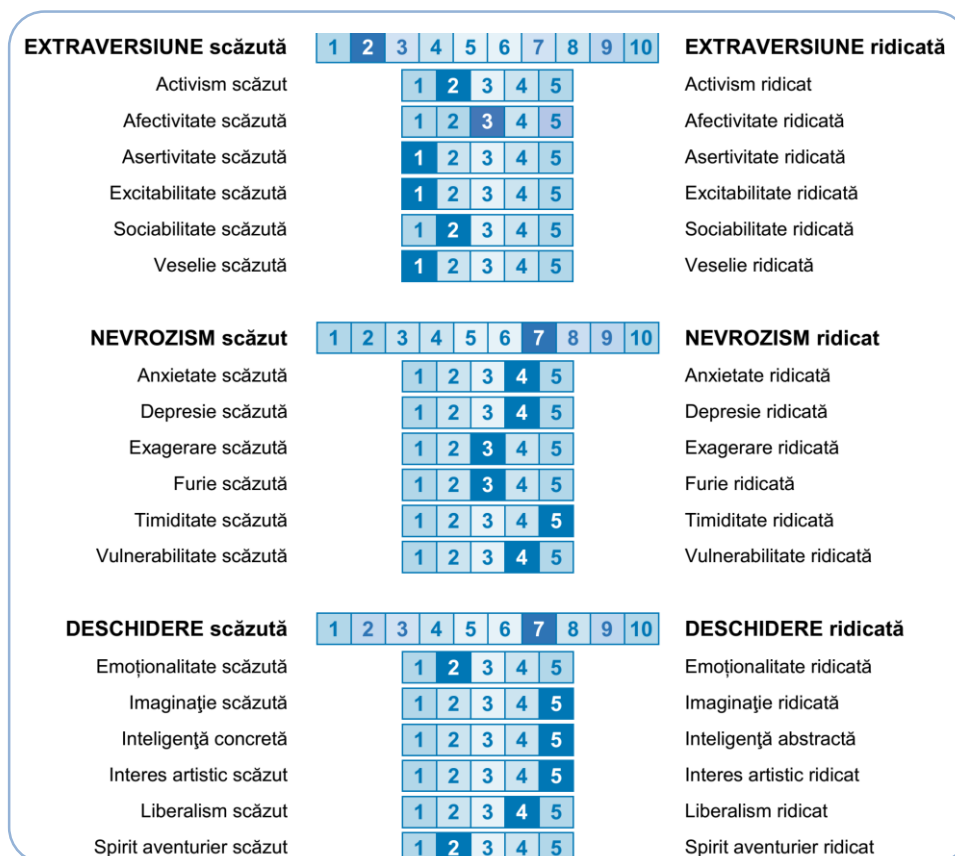 EXTRAVERSIUNE scăzută 1 2 3 4 5 6 7 8 9 10 EXTRAVERSIUNE ridicată
Activism scăzut 1 2 3 4 5 Activism ridicat
Afectivitate scăzută 1 2 3 4 5 Afectivitate ridicată
Asertivitate scăzută 1 2 3 4 5 Asertivitate ridicată
Excitabilitate scăzută 1 2 3 4 5 Excitabilitate ridicată
Sociabilitate scăzută 1 2 3 4 5 Sociabilitate ridicată
Veselie scăzută 1 2 3 4 5 Veselie ridicată
NEVROZISM scăzut 1 2 3 4 5 6 7 8 9 10 NEVROZISM ridicat
Anxietate scăzută 1 2 3 4 5 Anxietate ridicată
Depresie scăzută 1 2 3 4 5 Depresie ridicată
Exagerare scăzută 1 2 3 4 5 Exagerare ridicată
Furie scăzută 1 2 3 4 5 Furie ridicată
Timiditate scăzută 1 2 3 4 5 Timiditate ridicată
Vulnerabilitate scăzută 1 2 3 4 5 Vulnerabilitate ridicată
DESCHIDERE scăzută 1 2 3 4 5 6 7 8 9 10 DESCHIDERE ridicată
Emoționalitate scăzută 1 2 3 4 5 Emoționalitate ridicată
Imaginaţie scăzută 1 2 3 4 5 Imaginaţie ridicată
Inteligenţă concretă 1 2 3 4 5 Inteligenţă abstractă
Interes artistic scăzut 1 2 3 4 5 Interes artistic ridicat
Liberalism scăzut 1 2 3 4 5 Liberalism ridicat
Spirit aventurier scăzut 1 2 3 4 5 Spirit aventurier ridicat